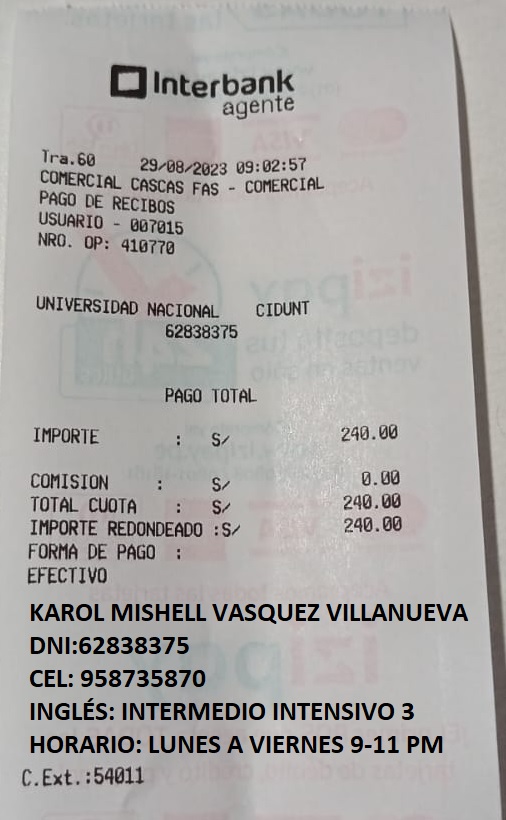 Interbank
agente
Tra.60 29/08/2023 09:02:57
COMERCIAL CASCAS FAS - COMERCIAL
PAGO DE RECIBOS
USUARIO - 007015
NRO. OP: 410770
UNIVERSIDAD NACIONAL CIDUNT
62838375
PAGO TOTAL
IMPORTE : S/ 240.00
COMISION : S/ 0.00
TOTAL CUOTA : S/ 240.00
IMPORTE REDONDEADO :S/ 240.00
FORMA DE PAGO :
EFECTIVO
KAROL MISHELL VASQUEZ VILLANUEVA
DNI:62838375
CEL: 958735870
INGLÉS: INTERMEDIO INTENSIVO 3
HORARIO: LUNES A VIERNES 9-11 PM
C.Ext.:54011